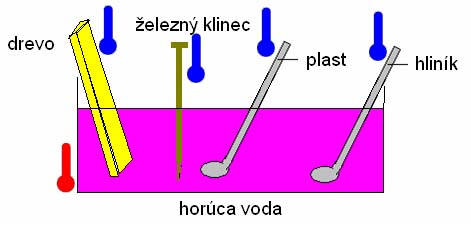 železný klinec
drevo
plast
hliník
horúca voda